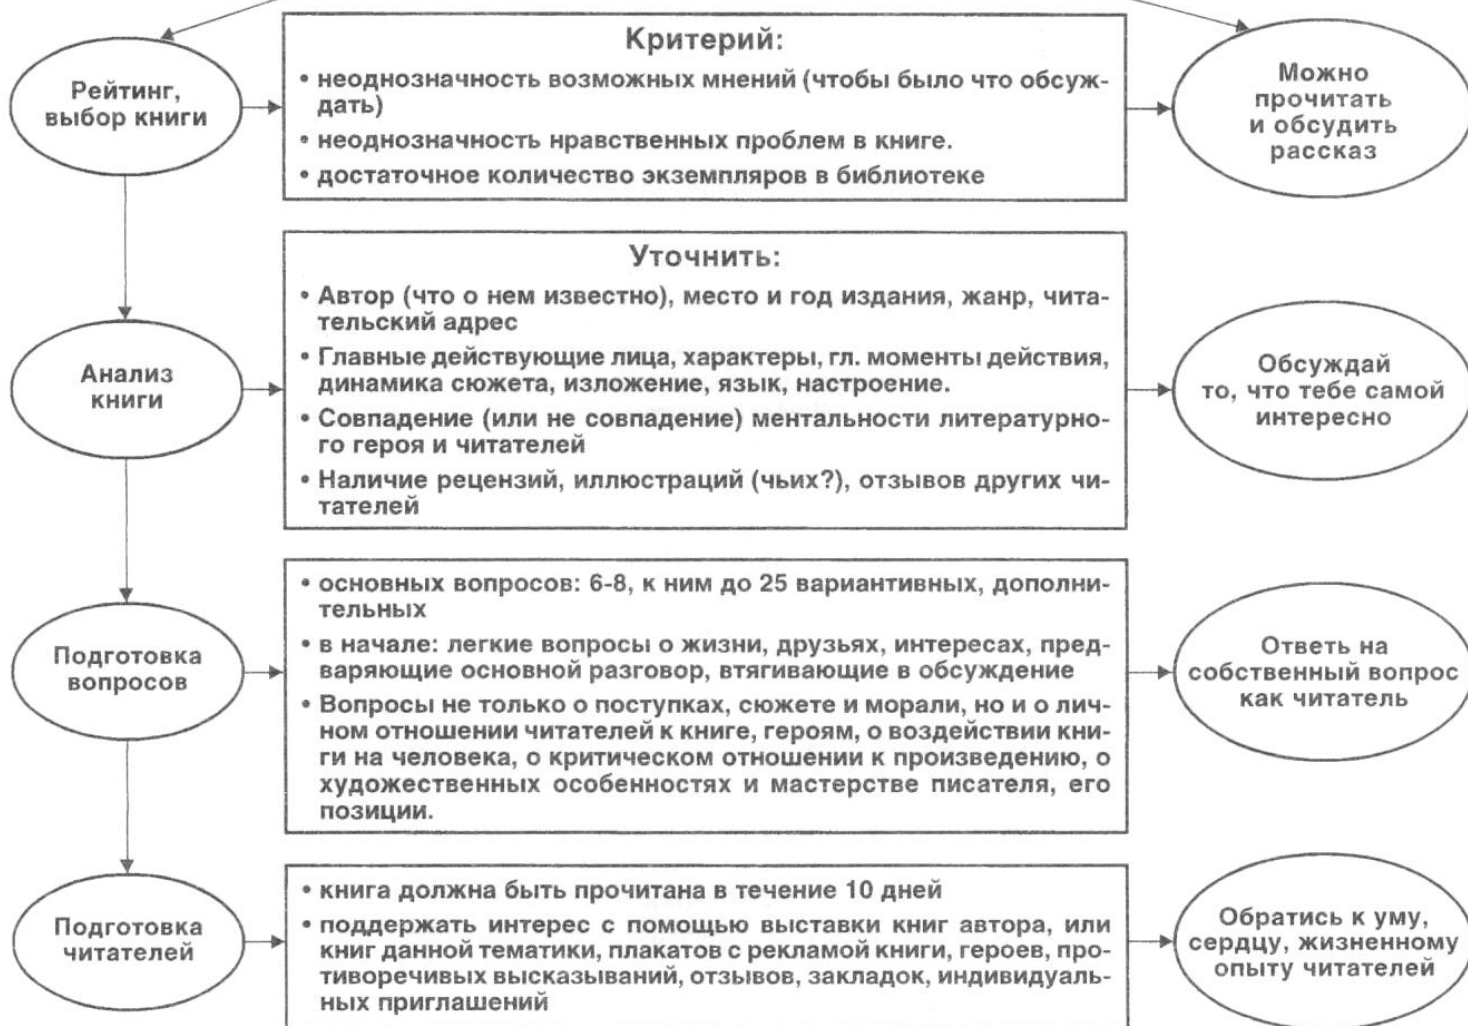 Рейтинг,
выбор книги
Критерий:
• неоднозначность возможных мнений (чтобы было что обсуж-
дать)
• неоднозначность нравственных проблем в книге.
• достаточное количество экземпляров в библиотеке
Можно
прочитать
и обсудить
рассказ
Анализ
книги
Уточнить:
• Автор (что о нем известно), место и год издания, жанр, чита-
тельский адрес
• Главные действующие лица, характеры, гл. моменты действия,
динамика сюжета, изложение, язык, настроение.
• Совпадение (или не совпадение) ментальности литературно-
го героя и читателей
• Наличие рецензий, иллюстраций (чьих?), отзывов других чи-
тателей
Обсуждай
то, что тебе самой
интересно
Подготовка
вопросов
• основных вопросов: 6-8, к ним до 25 вариантивных, дополни-
тельных
• в начале: легкие вопросы о жизни, друзьях, интересах, пред-
варяющие основной разговор, втягивающие в обсуждение
• Вопросы не только о поступках, сюжете и морали, но и о лич-
ном отношении читателей к книге, героям, о воздействии кни-
ги на человека, о критическом отношении к произведению, о
художественных особенностях и мастерстве писателя, его
позиции.
Ответь на
собственный вопрос
как читатель
Подготовка
читателей
• книга должна быть прочитана в течение 10 дней
• поддержать интерес с помощью выставки книг автора, или
книг данной тематики, плакатов с рекламой книги, героев, про-
тиворечивых высказываний, отзывов, закладок, индивидуаль-
ных приглашений
Обратись к уму,
сердцу, жизненному
опыту читателей